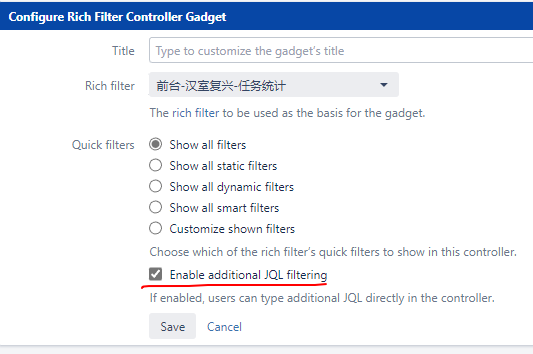 Configure Rich Filter Controller Gadget
Title Type to customize the gadget's title
Rich filter 前台-汉室复兴-任务统计
The rich filter to be used as the basis for the gadget.
Quick filters Show all filters
Show all static filters
Show all dynamic filters
Show all smart filters
Customize shown filters
Choose which of the rich filter's quick filters to show in this controller.
Enable additional JQL filtering
If enabled, users can type additional JQL directly in the controller.
Save Cancel